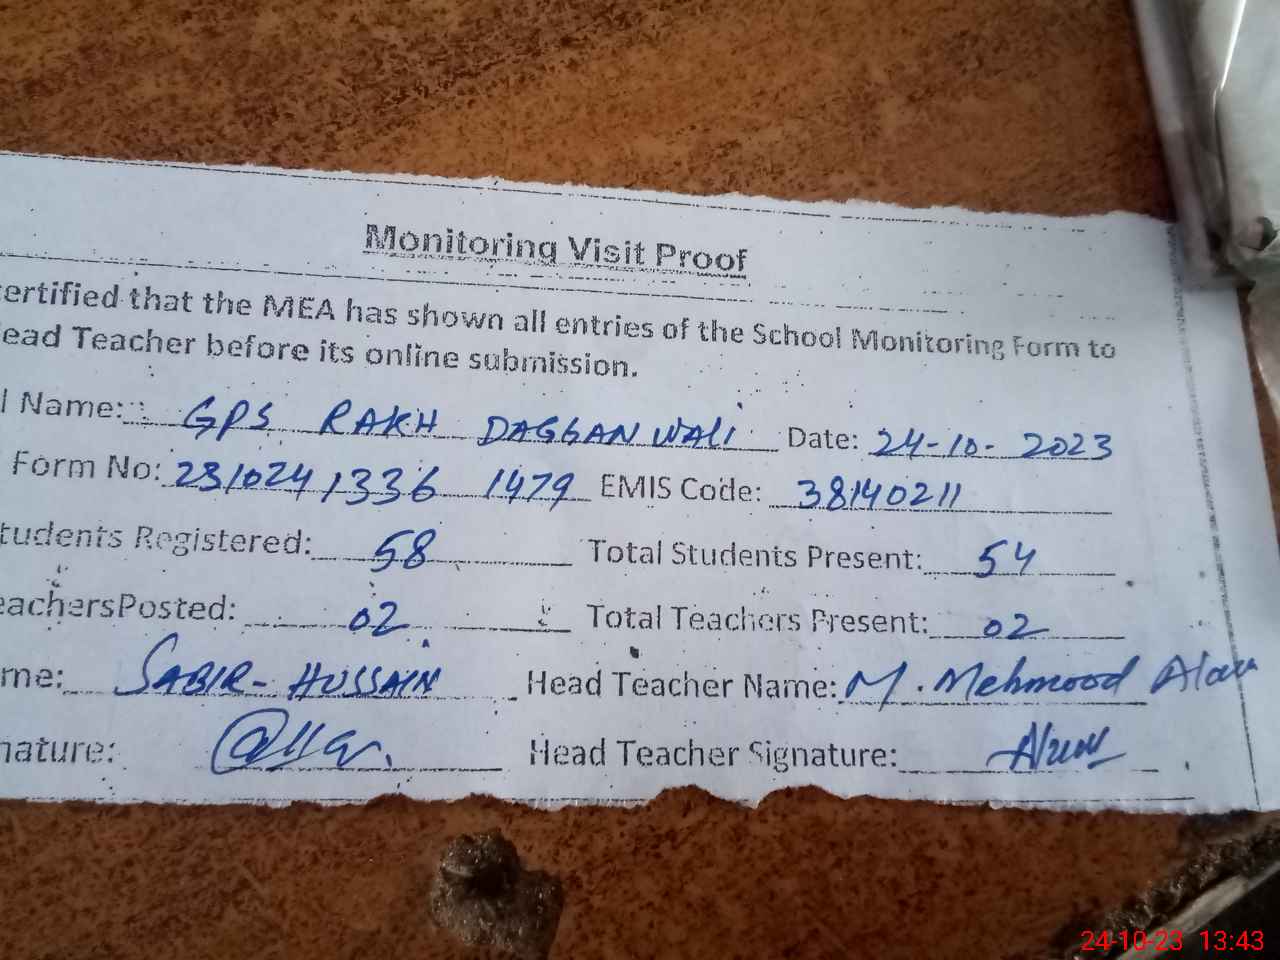 Monitoring Visit Proof
ertified that the MEA has shown all entries of the School Monitoring Form to
ead Teacher before its online submission.
l Name: GPS RAKH DAGGAN WALI Date: 24-10-2023
Form No: 231024 1336 1479 EMIS Code: 38140211
tudents Registered: 58 Total Students Present: 54
eachersPosted: 02 Total Teachers Present: 02
me: SABIR-HUSSAIN Head Teacher Name: M. Mehmood Alam
nature: Head Teacher Signature:
24-10-23 13:43